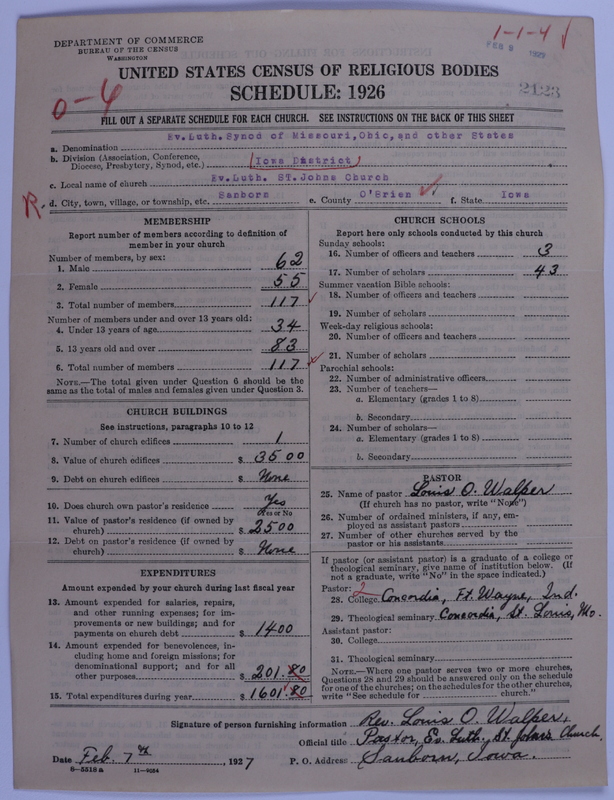 DEPARTMENT OF COMMERCE
BUREAU OF THE CENSUS
WASHINGTON
1-1-4
FEB 8 1927
UNITED STATES CENSUS OF RELIGIOUS BODIES
SCHEDULE: 1926
2123
0-4
FILL OUT A SEPARATE SCHEDULE FOR EACH CHURCH. SEE INSTRUCTIONS ON THE BACK OF THIS SHEET
a. Denomination Ev.Luth.Synod of Missouri,Ohio,and other States
b. Division (Association, Conference, Diocese, Presbytery, Synod, etc.) Iowa District
c. Local name of church Ev.Luth. ST.Johns Church
R. d. City, town, village, or township, etc. Sanborn e. County O'Brien f. State Iowa
MEMBERSHIP
Report number of members according to definition of
member in your church
Number of members, by sex:
1. Male 62
2. Female 55
3. Total number of members 117
Number of members under and over 13 years old:
4. Under 13 years of age 34
5. 13 years old and over 83
6. Total number of members 117
NOTE.—The total given under Question 6 should be
same as the total of males and females given under Question 3.
CHURCH BUILDINGS
See instructions, paragraphs 10 to 12
7. Number of church edifices 1
8. Value of church edifices $ 3500
9. Debt on church edifices $ None
10. Does church own pastor's residence Yes
Yes or No
11. Value of pastor's residence (if owned by
church) $ 2500
12. Debt on pastor's residence (if owned by
church) $ None
EXPENDITURES
Amount expended by your church during last fiscal year
13. Amount expended for salaries, repairs,
and other running expenses; for im-
provements or new buildings; and for
payments on church debt $ 1400
14. Amount expended for benevolences, in-
cluding home and foreign missions; for
denominational support; and for all
other purposes $ 201.80
15. Total expenditures during year $ 1601.80
CHURCH SCHOOLS
Report here only schools conducted by this church
Sunday schools:
16. Number of officers and teachers 3
17. Number of scholars 43
Summer vacation Bible schools:
18. Number of officers and teachers
19. Number of scholars
Week-day religious schools:
20. Number of officers and teachers
21. Number of scholars
Parochial schools:
22. Number of administrative officers
23. Number of teachers—
a. Elementary (grades 1 to 8)
b. Secondary
24. Number of scholars—
a. Elementary (grades 1 to 8)
b. Secondary
PASTOR
25. Name of pastor Louis O. Walper
(If church has no pastor, write "None")
26. Number of ordained ministers, if any, em-
ployed as assistant pastors
27. Number of other churches served by the
pastor or his assistants
If pastor (or assistant pastor) is a graduate of a college or
theological seminary, give name of institution below. (If
not a graduate, write "No" in the space indicated.)
Pastor: 2
28. College Concordia, Ft. Wayne, Ind.
29. Theological seminary Concordia, St. Louis, Mo.
Assistant pastor:
30. College
31. Theological seminary
NOTE.—Where one pastor serves two or more churches,
Questions 28 and 29 should be answered only on the schedule
for one of the churches; on the schedules for the other churches,
write "See schedule for church."
Signature of person furnishing information Rev. Louis O. Walper,
Official title Pastor, Ev. Luth. St. John's Church
Date Feb. 7th, 1927 P. O. Address Sanborn, Iowa.
8-5518 a 11-9054